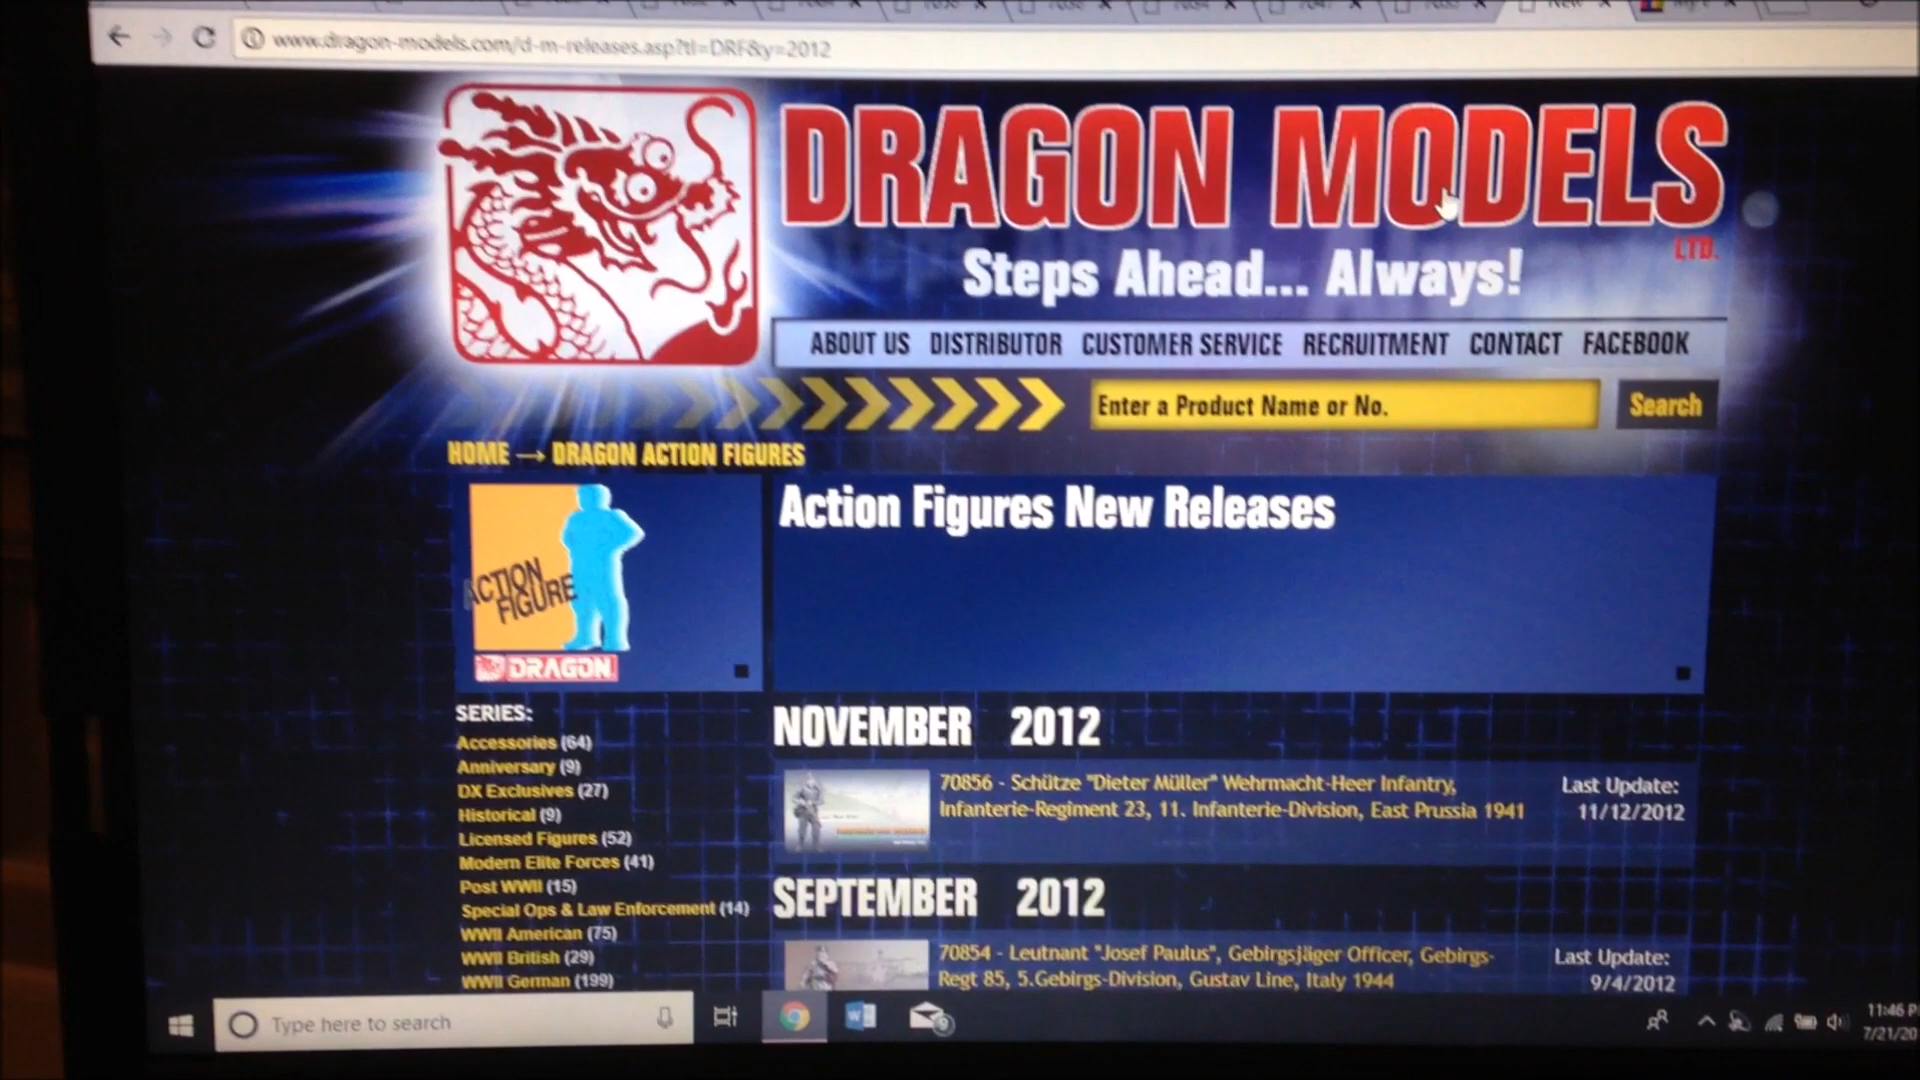 www.dragon-models.com/d-m-releases.asp?tl=DRF&y=2012
DRAGON MODELS
LTD.
Steps Ahead... Always!
ABOUT US DISTRIBUTOR CUSTOMER SERVICE RECRUITMENT CONTACT FACEBOOK
Enter a Product Name or No.
Search
HOME → DRAGON ACTION FIGURES
ACTION
FIGURE
DRAGON
Action Figures New Releases
SERIES:
Accessories (64)
Anniversary (9)
DX Exclusives (27)
Historical (9)
Licensed Figures (52)
Modern Elite Forces (41)
Post WWII (15)
Special Ops & Law Enforcement (14)
WWII American (75)
WWII British (29)
WWII German (199)
NOVEMBER 2012
70856 - Schütze "Dieter Müller" Wehrmacht-Heer Infantry,
Infanterie-Regiment 23, 11. Infanterie-Division, East Prussia 1941
Last Update:
11/12/2012
SEPTEMBER 2012
70854 - Leutnant "Josef Paulus", Gebirgsjäger Officer, Gebirgs-
Regt 85, 5.Gebirgs-Division, Gustav Line, Italy 1944
Last Update:
9/4/2012
Type here to search
11:46 P
7/21/20